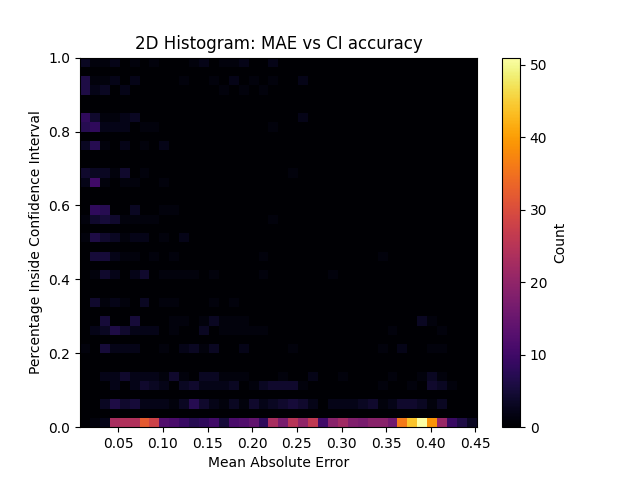 2D Histogram: MAE vs CI accuracy
Percentage Inside Confidence Interval
1.0
0.8
0.6
0.4
0.2
0.0
0.05 0.10 0.15 0.20 0.25 0.30 0.35 0.40 0.45
Mean Absolute Error
50
40
30
20
10
0
Count